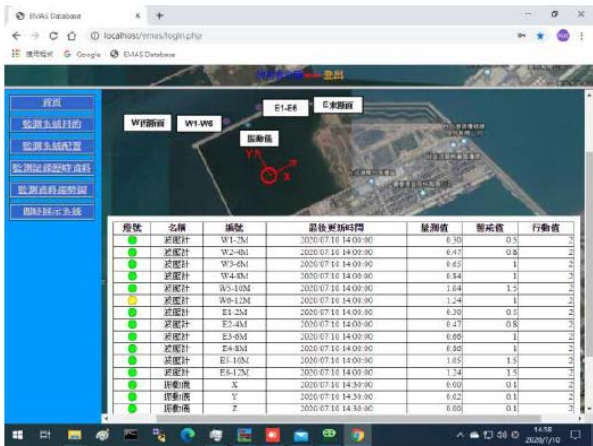 EMAS Database
localhost/emas/login.php
應用程式 Google EMAS Database
登出
首頁
監測系統目的
監測系統配置
監測記錄歷時資料
監測資料趨勢圖
即時展示系統
W西斷面 W1-W6 E1-E6 E東斷面
振動儀
Y
X
燈號 名稱 編號 最後更新時間 量測值 警戒值 行動值
波壓計 W1-2M 2020/07/10 14:00:00 0.30 0.5 2
波壓計 W2-4M 2020/07/10 14:00:00 0.47 0.8 2
波壓計 W3-6M 2020/07/10 14:00:00 0.65 1 2
波壓計 W4-8M 2020/07/10 14:00:00 0.84 1 2
波壓計 W5-10M 2020/07/10 14:00:00 1.04 1.5 2
波壓計 W6-12M 2020/07/10 14:00:00 1.24 1 2
波壓計 E1-2M 2020/07/10 14:00:00 0.30 0.5 2
波壓計 E2-4M 2020/07/10 14:00:00 0.47 0.8 2
波壓計 E3-6M 2020/07/10 14:00:00 0.66 1 2
波壓計 E4-8M 2020/07/10 14:00:00 0.86 1 2
波壓計 E5-10M 2020/07/10 14:00:00 1.05 1.5 2
波壓計 E6-12M 2020/07/10 14:00:00 1.24 1.5 2
振動儀 X 2020/07/10 14:30:00 0.00 0.1 2
振動儀 Y 2020/07/10 14:30:00 0.02 0.1 2
振動儀 Z 2020/07/10 14:30:00 0.00 0.1 2
14:58
2020/7/10